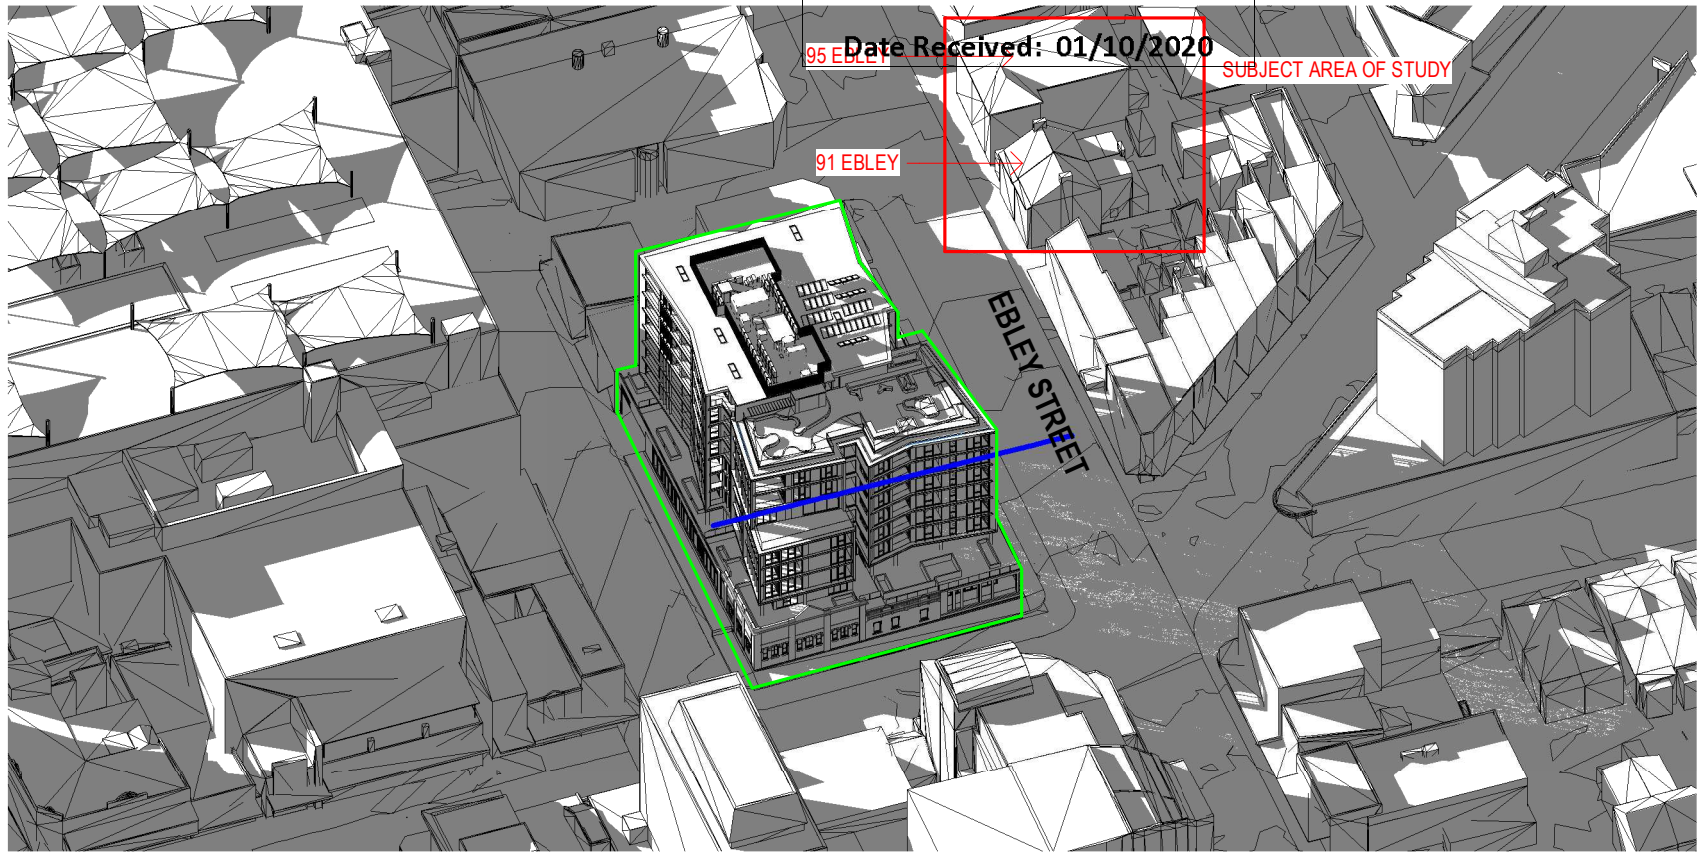 Date Received: 01/10/2020
95 EBLEY
SUBJECT AREA OF STUDY
91 EBLEY
EBLEY STREET